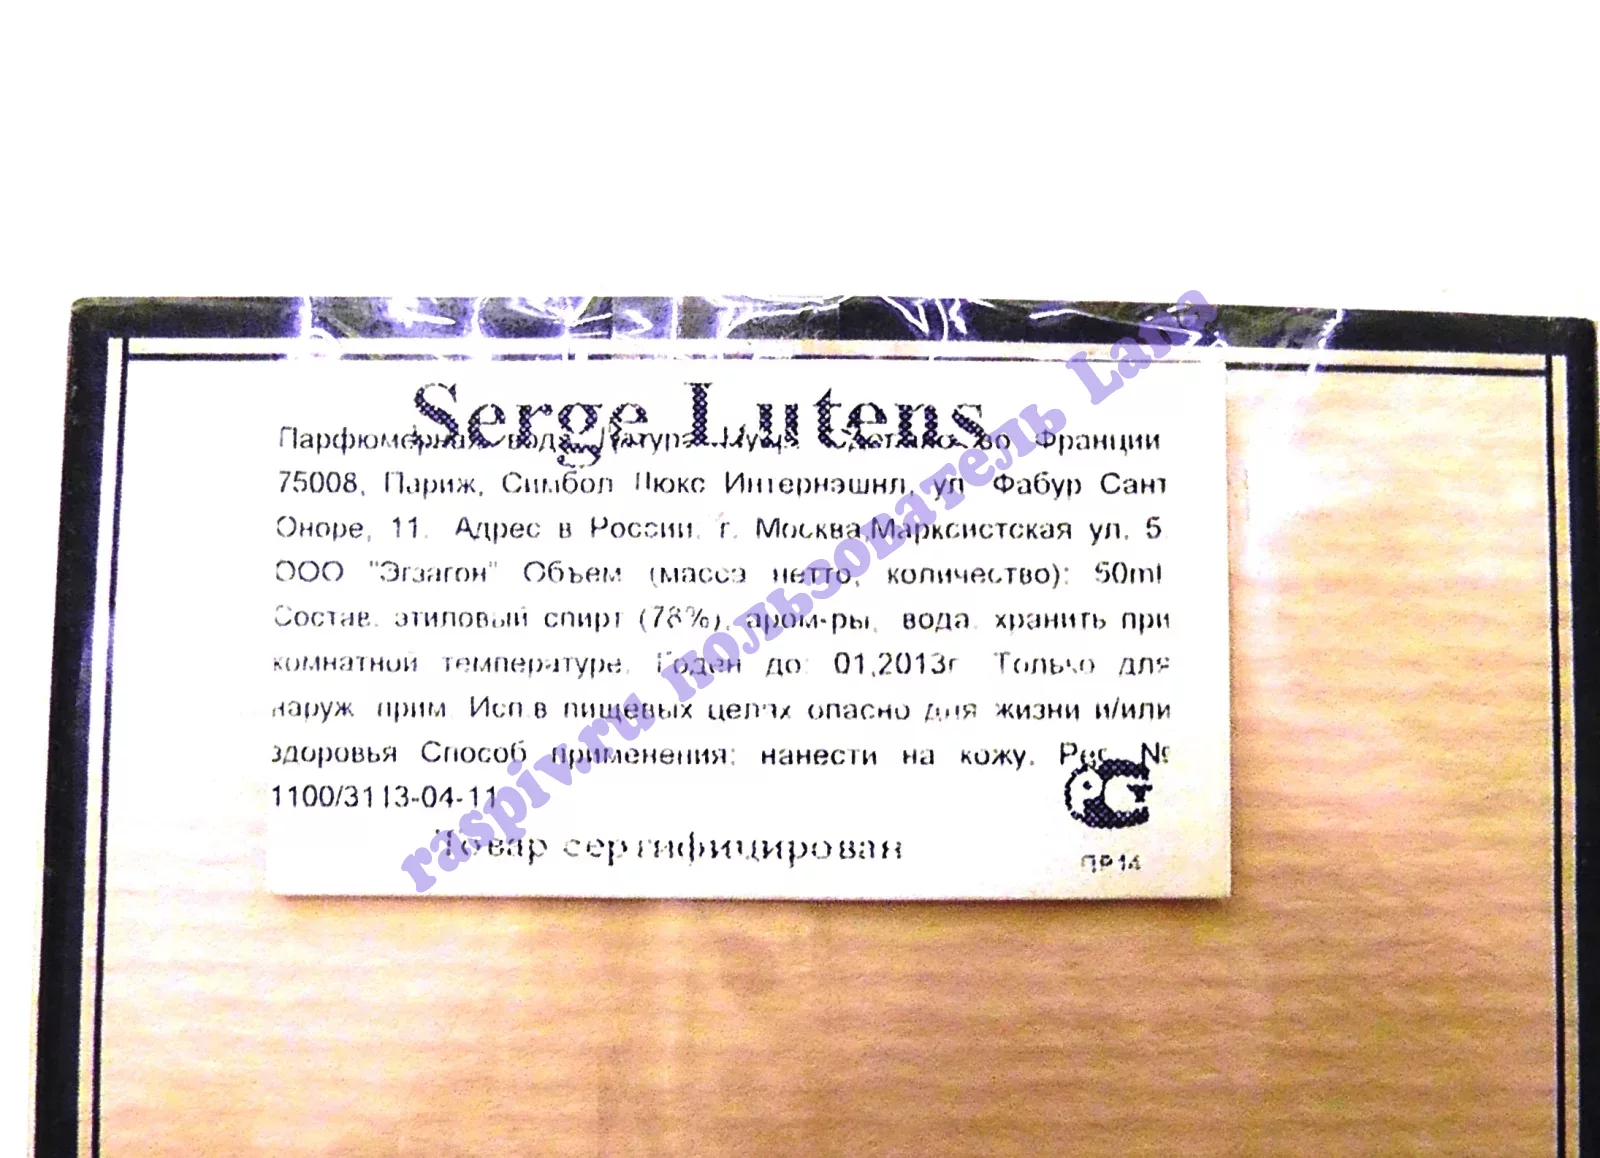 Serge Lutens
Парфюмерная вода Сделано во Франции
75008, Париж, Симбол Люкс Интернэшнл, ул Фабур Сант
Оноре, 11. Адрес в России. г. Москва,Марксистская ул. 5.
ООО "Эгзагон" Объем (масса нетто, количество): 50ml
Состав. этиловый спирт (78%), аром-ры, вода. хранить при
комнатной температуре. Годен до: 01,2013г Только для
наруж. прим. Исп.в пищевых целях опасно для жизни и/или
здоровья Способ применения: нанести на кожу. Рег. №
1100/3113-04-11
Товар сертифицирован
ПР14
raspiv.ru пользователь Lana